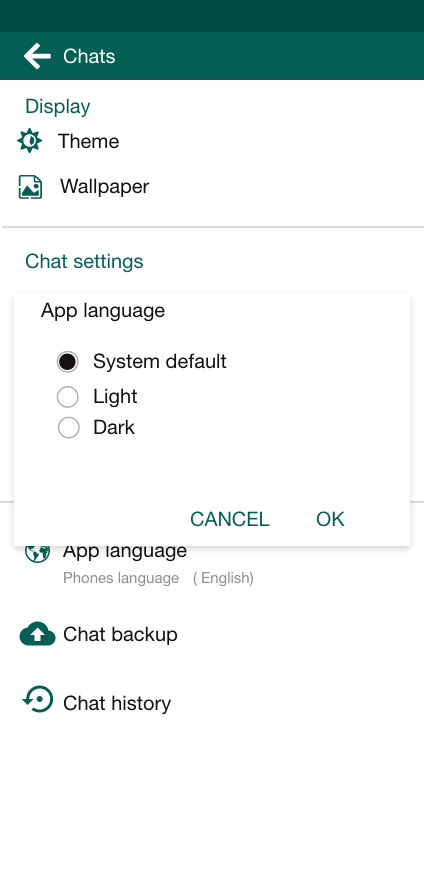 Chats
Display
Theme
Wallpaper
Chat settings
App language
System default
Light
Dark
CANCEL OK
App language
Phones language ( English)
Chat backup
Chat history